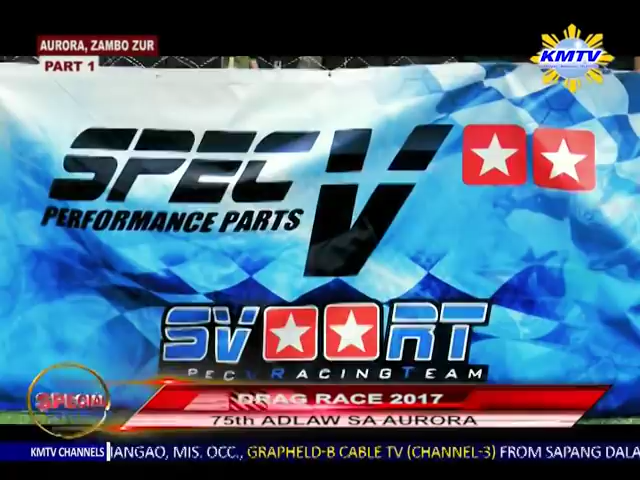 AURORA, ZAMBO ZUR
PART 1
KMTV
SPEC V
PERFORMANCE PARTS
SV RT
SPEC V RACING TEAM
SPECIAL
DRAG RACE 2017
75th ADLAW SA AURORA
KMTV CHANNELS
IANGAO, MIS. OCC., GRAPHELD-B CABLE TV (CHANNEL-3) FROM SAPANG DALA